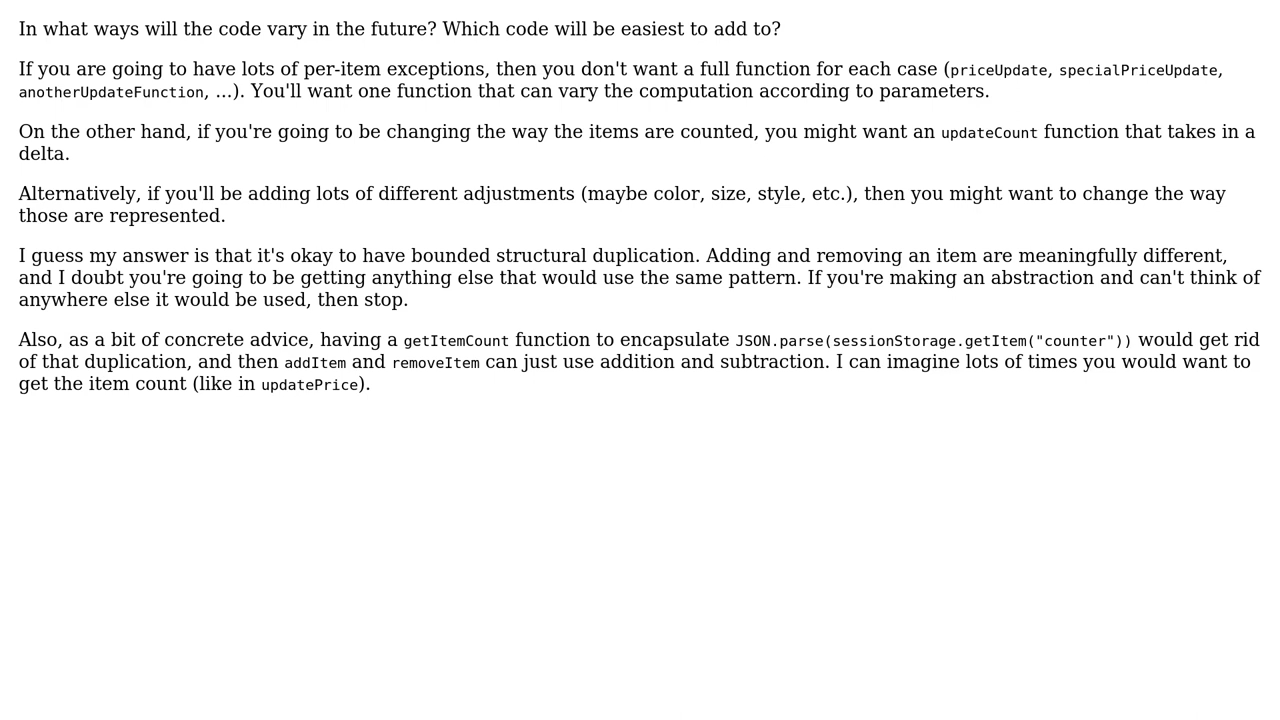 In what ways will the code vary in the future? Which code will be easiest to add to?
If you are going to have lots of per-item exceptions, then you don't want a full function for each case (priceUpdate, specialPriceUpdate,
anotherUpdateFunction, ...). You'll want one function that can vary the computation according to parameters.
On the other hand, if you're going to be changing the way the items are counted, you might want an updateCount function that takes in a
delta.
Alternatively, if you'll be adding lots of different adjustments (maybe color, size, style, etc.), then you might want to change the way
those are represented.
I guess my answer is that it's okay to have bounded structural duplication. Adding and removing an item are meaningfully different,
and I doubt you're going to be getting anything else that would use the same pattern. If you're making an abstraction and can't think of
anywhere else it would be used, then stop.
Also, as a bit of concrete advice, having a getItemCount function to encapsulate JSON.parse(sessionStorage.getItem("counter")) would get rid
of that duplication, and then addItem and removeItem can just use addition and subtraction. I can imagine lots of times you would want to
get the item count (like in updatePrice).